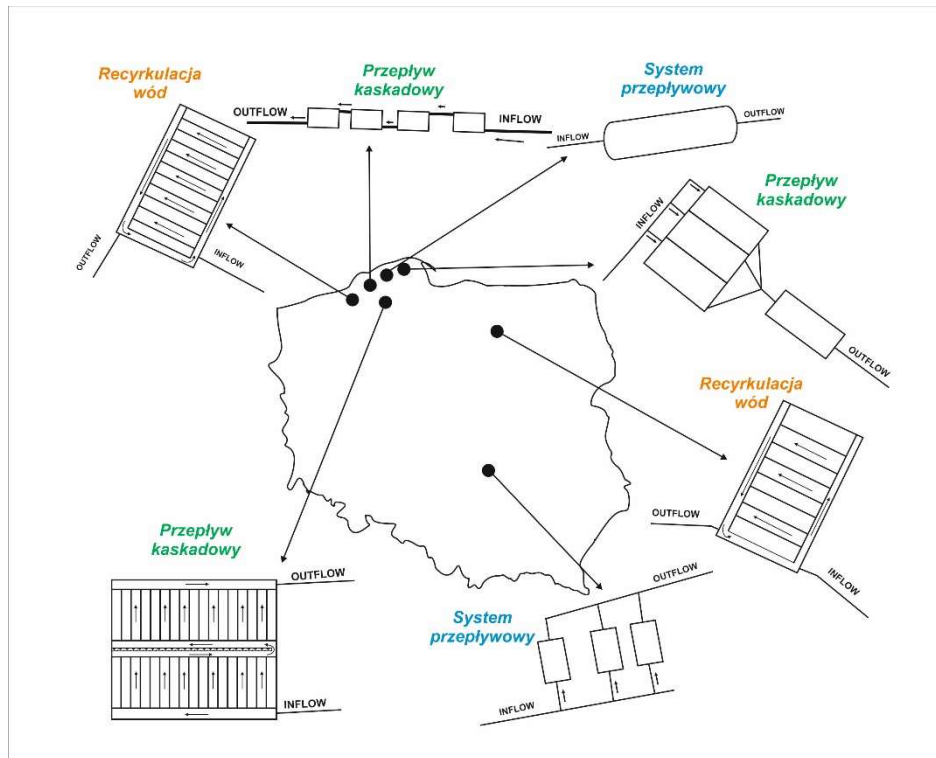 Recyrkulacja
wód
OUTFLOW
INFLOW
Przepływ
kaskadowy
OUTFLOW
INFLOW
System
przepływowy
INFLOW
OUTFLOW
Przepływ
kaskadowy
INFLOW
OUTFLOW
Recyrkulacja
wód
OUTFLOW
INFLOW
Przepływ
kaskadowy
OUTFLOW
INFLOW
System
przepływowy
OUTFLOW
INFLOW